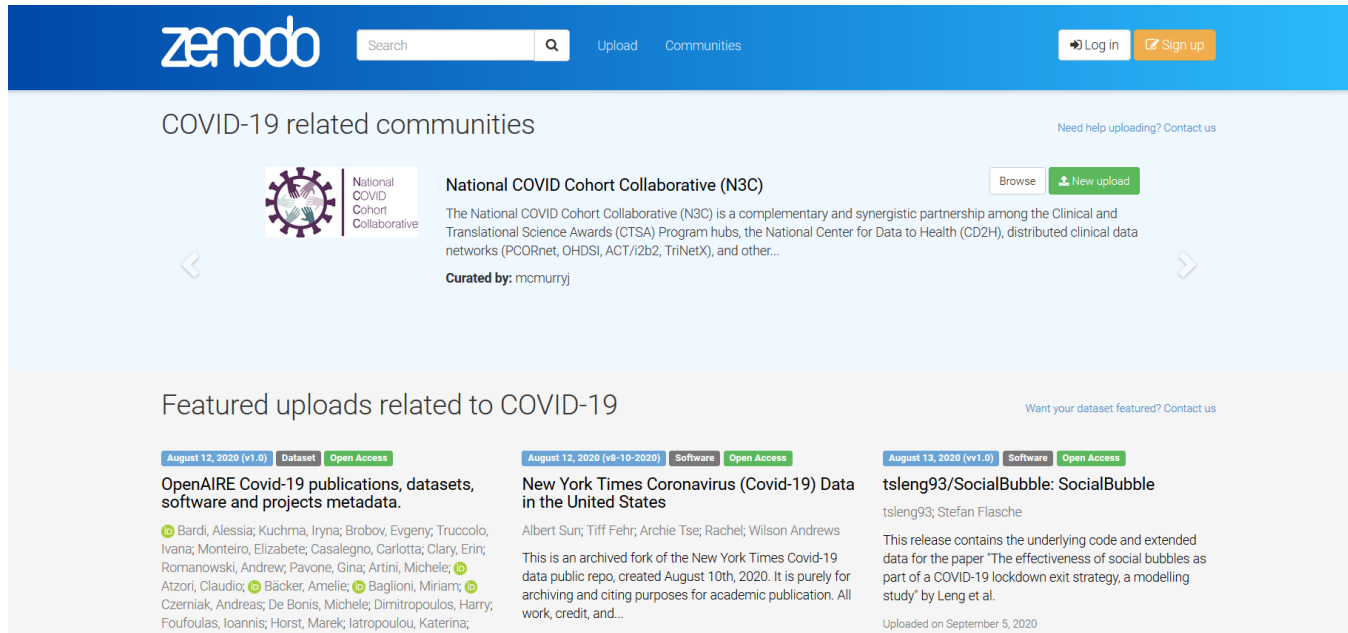 zenodo
Search
Upload
Communities
Log in
Sign up
COVID-19 related communities
Need help uploading? Contact us
National
COVID
Cohort
Collaborative
National COVID Cohort Collaborative (N3C)
Browse
New upload
The National COVID Cohort Collaborative (N3C) is a complementary and synergistic partnership among the Clinical and
Translational Science Awards (CTSA) Program hubs, the National Center for Data to Health (CD2H), distributed clinical data
networks (PCORnet, OHDSI, ACT/i2b2, TriNetX), and other...
Curated by: mcmurryj
Featured uploads related to COVID-19
Want your dataset featured? Contact us
August 12, 2020 (v1.0) Dataset Open Access
OpenAIRE Covid-19 publications, datasets,
software and projects metadata.
iD Bardi, Alessia; Kuchma, Iryna; Brobov, Evgeny; Truccolo,
Ivana; Monteiro, Elizabete; Casalegno, Carlotta; Clary, Erin;
Romanowski, Andrew; Pavone, Gina; Artini, Michele; iD
Atzori, Claudio; iD Bäcker, Amelie; iD Baglioni, Miriam; iD
Czerniak, Andreas; De Bonis, Michele; Dimitropoulos, Harry;
Foufoulas, Ioannis; Horst, Marek; Iatropoulou, Katerina;
August 12, 2020 (v8-10-2020) Software Open Access
New York Times Coronavirus (Covid-19) Data
in the United States
Albert Sun; Tiff Fehr; Archie Tse; Rachel; Wilson Andrews
This is an archived fork of the New York Times Covid-19
data public repo, created August 10th, 2020. It is purely for
archiving and citing purposes for academic publication. All
work, credit, and...
August 13, 2020 (vv1.0) Software Open Access
tsleng93/SocialBubble: SocialBubble
tsleng93; Stefan Flasche
This release contains the underlying code and extended
data for the paper "The effectiveness of social bubbles as
part of a COVID-19 lockdown exit strategy, a modelling
study" by Leng et al.
Uploaded on September 5, 2020